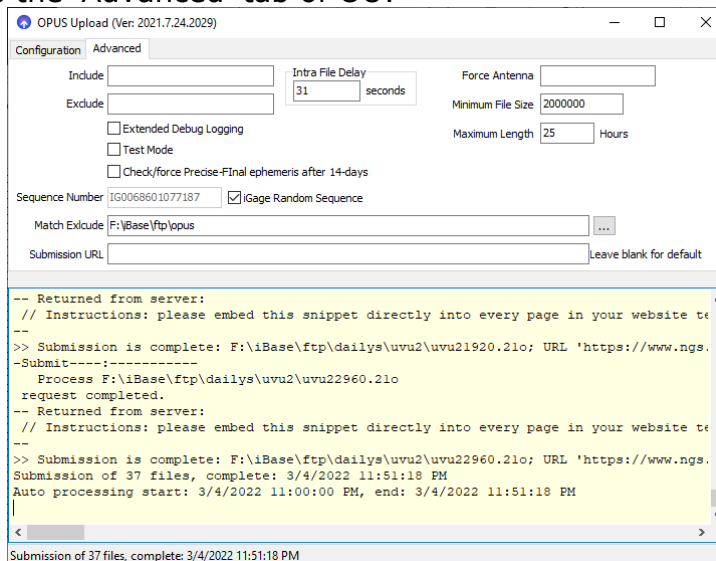 the Advanced tab of OU:
OPUS Upload (Ver: 2021.7.24.2029)
Configuration Advanced
Include
Intra File Delay
31 seconds
Force Antenna
Exclude
Minimum File Size 2000000
Extended Debug Logging
Maximum Length 25 Hours
Test Mode
Check/force Precise-FInal ephemeris after 14-days
Sequence Number IG0068601077187 iGage Random Sequence
Match Exlcude F:\iBase\ftp\opus ...
Submission URL Leave blank for default
-- Returned from server:
// Instructions: please embed this snippet directly into every page in your website te
--
>> Submission is complete: F:\iBase\ftp\dailys\uvu2\uvu21920.21o; URL 'https://www.ngs.
-Submit----:-----------
Process F:\iBase\ftp\dailys\uvu2\uvu22960.21o
request completed.
-- Returned from server:
// Instructions: please embed this snippet directly into every page in your website te
--
>> Submission is complete: F:\iBase\ftp\dailys\uvu2\uvu22960.21o; URL 'https://www.ngs.
Submission of 37 files, complete: 3/4/2022 11:51:18 PM
Auto processing start: 3/4/2022 11:00:00 PM, end: 3/4/2022 11:51:18 PM
Submission of 37 files, complete: 3/4/2022 11:51:18 PM